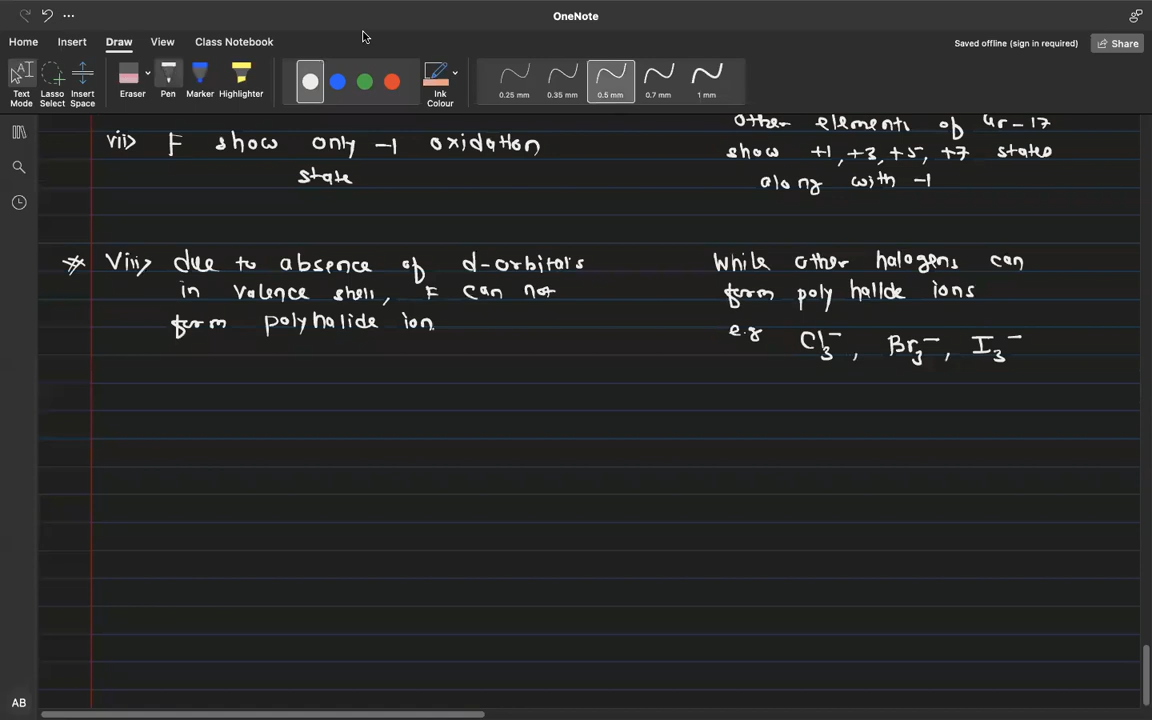 OneNote
Home Insert Draw View Class Notebook
Saved offline (sign in required) Share
Text Mode
Lasso Select
Insert Space
Eraser
Pen
Marker
Highlighter
Ink Colour
0.25 mm 0.35 mm 0.5 mm 0.7 mm 1 mm
vii> F show only -1 oxidation
state
other elements of Gr-17
show +1, +3, +5, +7 states
along with -1
viii> due to absence of d-orbitals
in valence shell, F can not
form polyhalide ion
While other halogens can
form poly halide ions
e.g Cl₃⁻, Br₃⁻, I₃⁻
AB